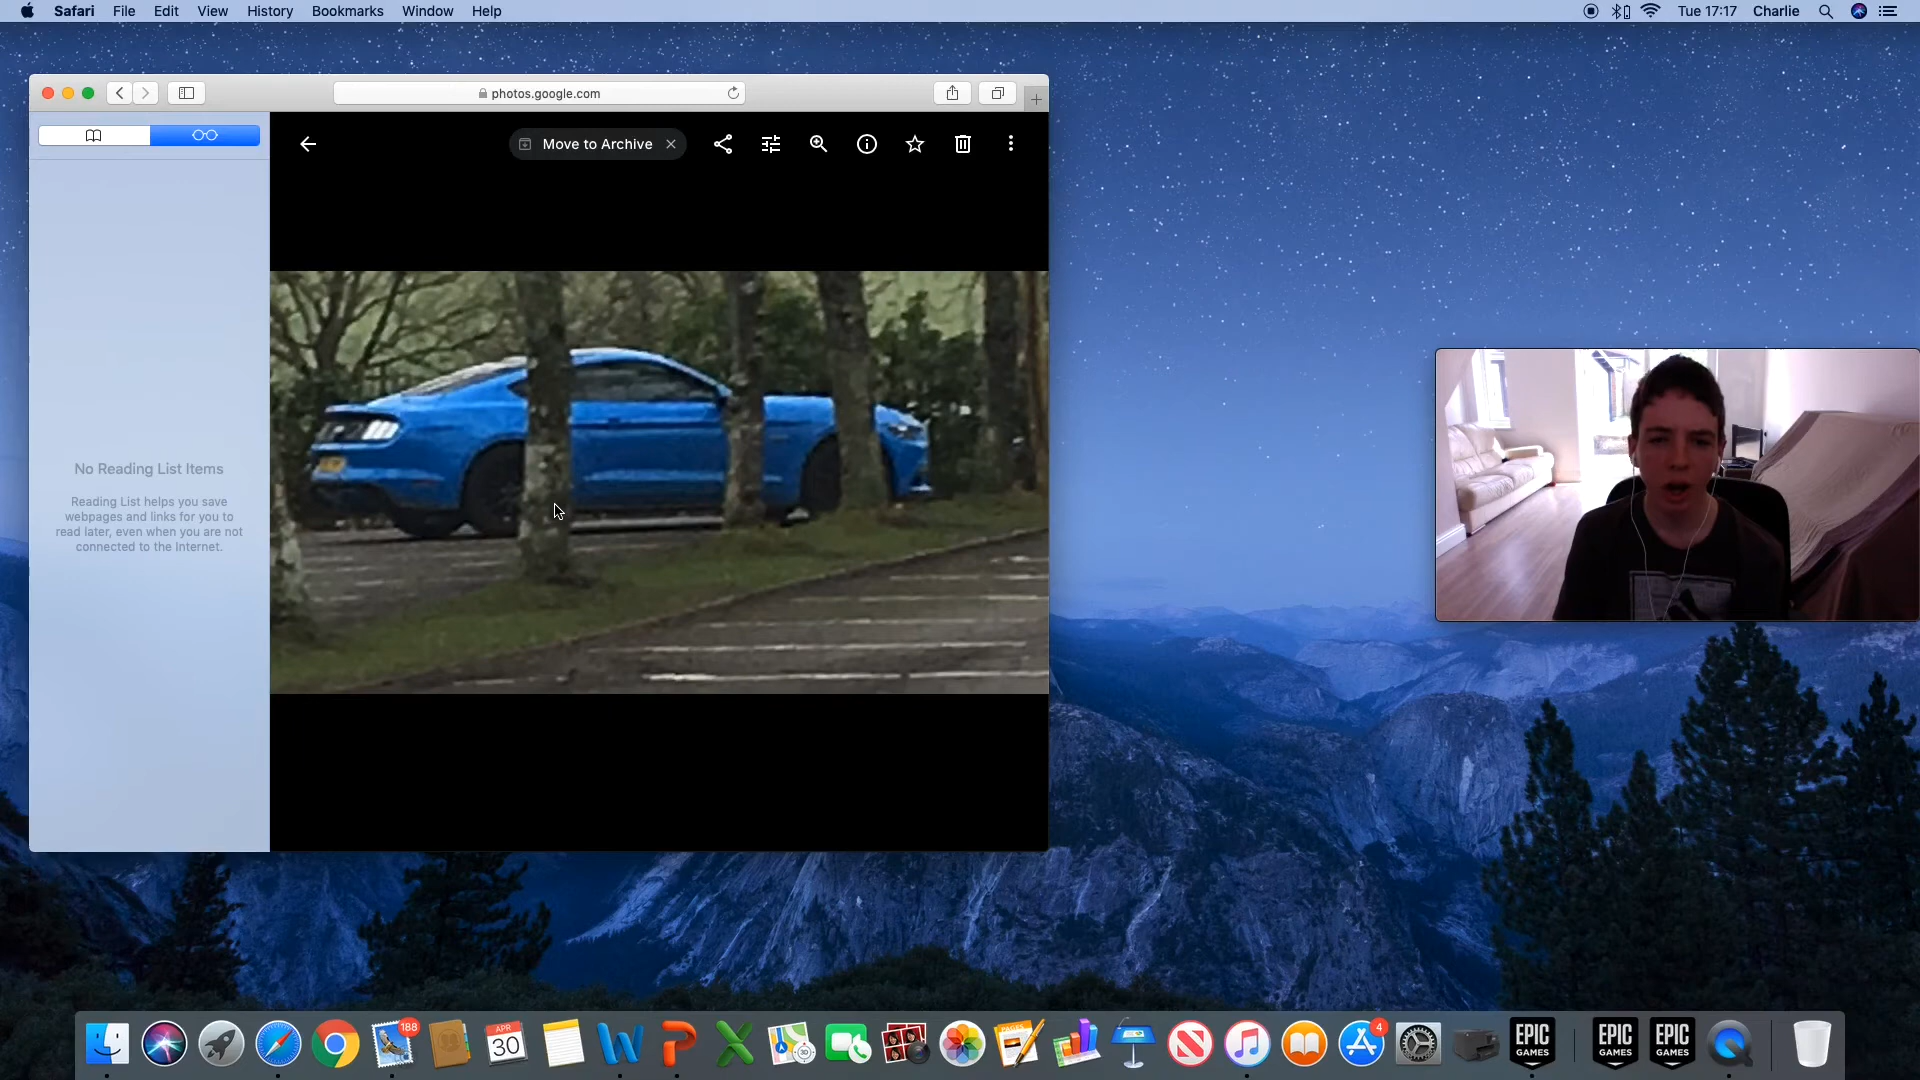 Safari File Edit View History Bookmarks Window Help
Tue 17:17 Charlie
photos.google.com
Move to Archive
No Reading List Items
Reading List helps you save
webpages and links for you to
read later, even when you are not
connected to the Internet.
188
APR
30
30
PAGES
4
EPIC
GAMES
EPIC
GAMES
EPIC
GAMES